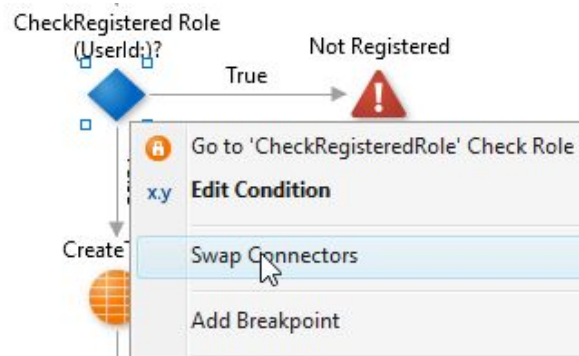 CheckRegistered Role
(UserId:)?
Not Registered
True
Go to 'CheckRegisteredRole' Check Role
x.y Edit Condition
Create
Swap Connectors
Add Breakpoint